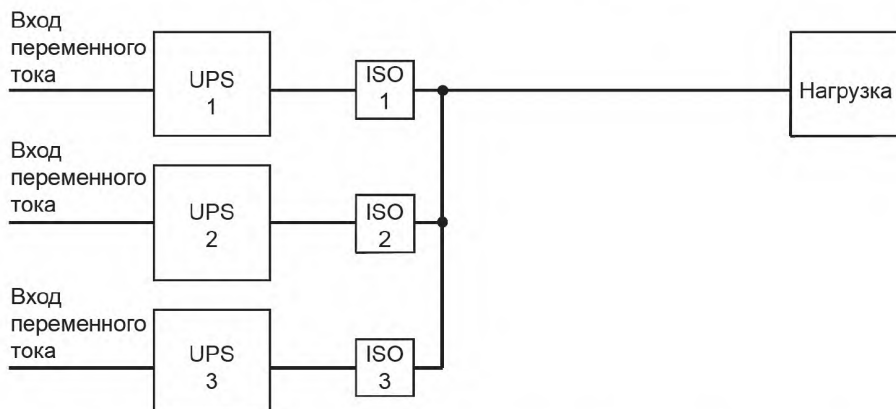 Вход
переменного
тока
UPS
1
ISO
1
Нагрузка
Вход
переменного
тока
UPS
2
ISO
2
Вход
переменного
тока
UPS
3
ISO
3